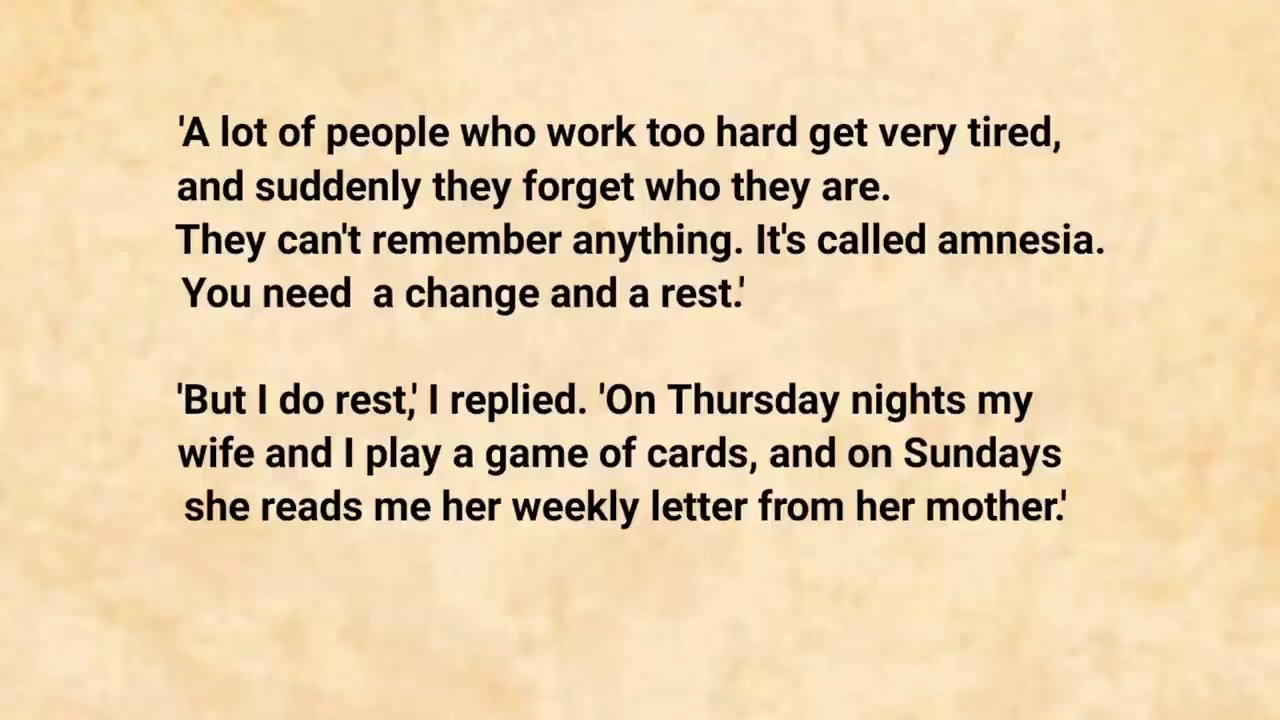 'A lot of people who work too hard get very tired,
and suddenly they forget who they are.
They can't remember anything. It's called amnesia.
You need  a change and a rest.'
'But I do rest,' I replied. 'On Thursday nights my
wife and I play a game of cards, and on Sundays
she reads me her weekly letter from her mother.'